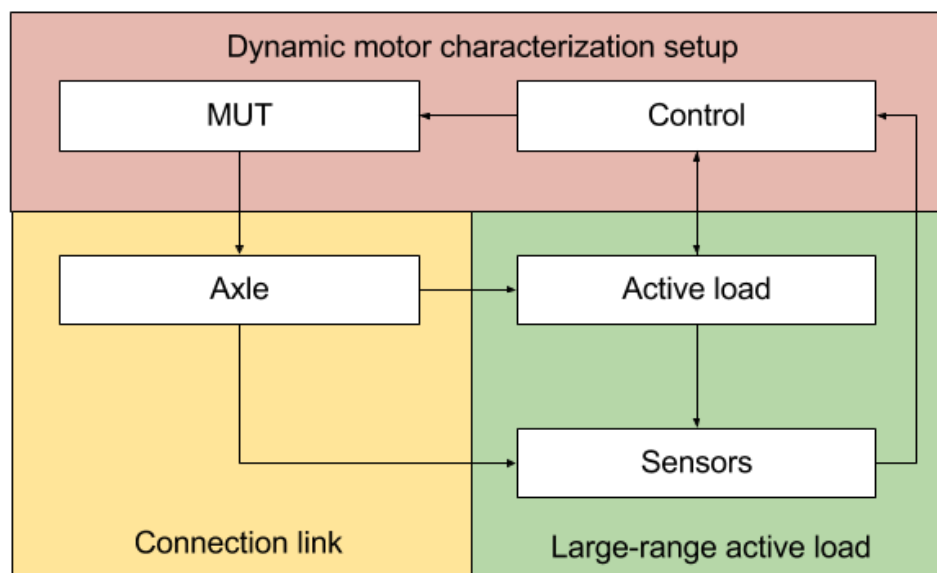 Dynamic motor characterization setup
MUT
Control
Axle
Active load
Sensors
Connection link
Large-range active load